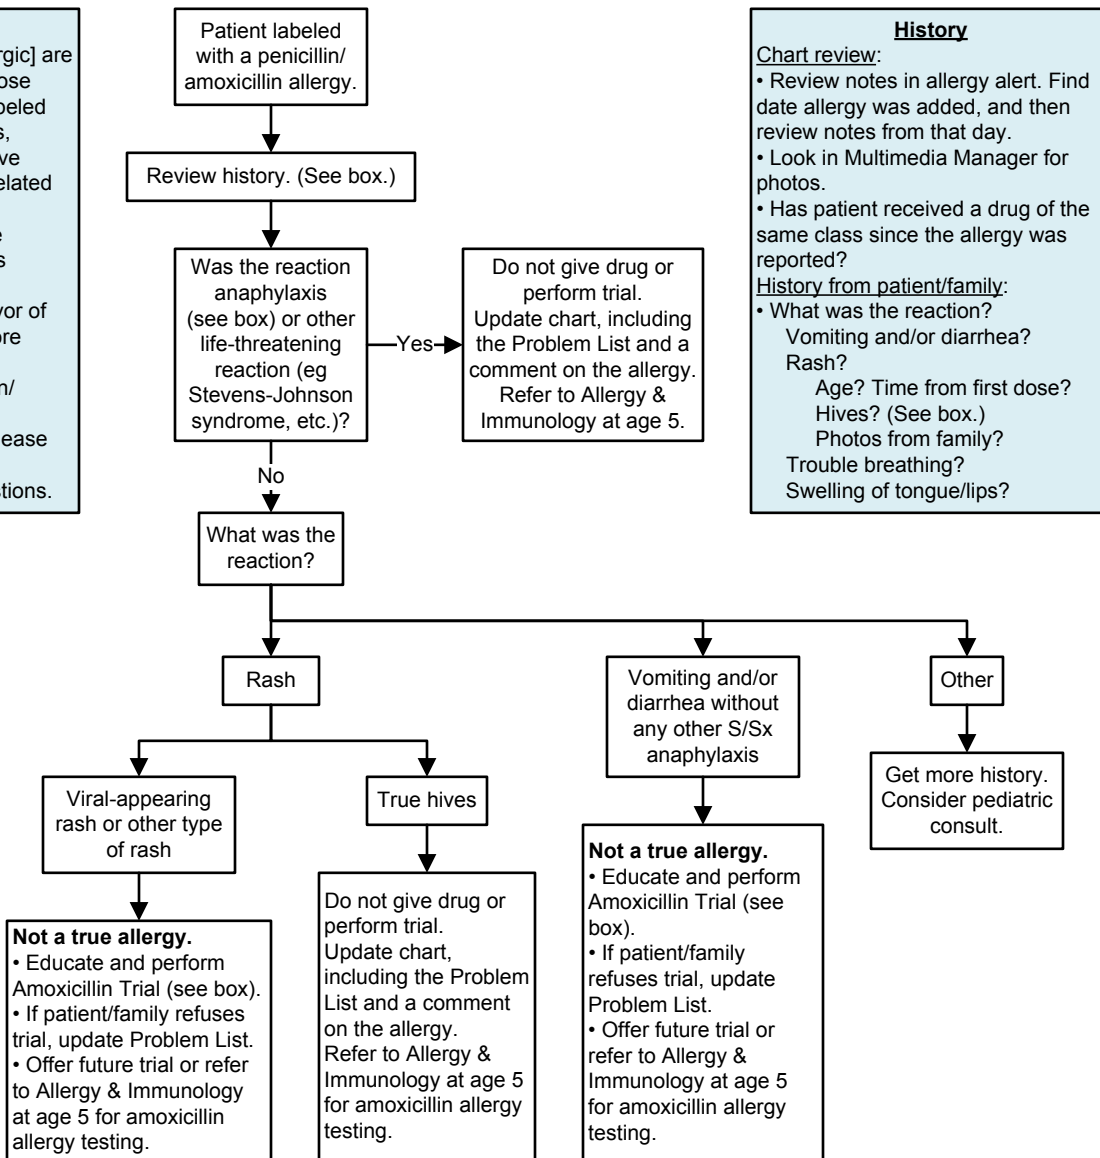 rgic] are
ose
beled
s,
ve
elated
e
s
vor of
ore
n/
ease
stions.
Patient labeled
with a penicillin/
amoxicillin allergy.
Review history. (See box.)
Was the reaction
anaphylaxis
(see box) or other
life-threatening
reaction (eg
Stevens-Johnson
syndrome, etc.)?
Yes
Do not give drug or
perform trial.
Update chart, including
the Problem List and a
comment on the allergy.
Refer to Allergy &
Immunology at age 5.
History
Chart review:
• Review notes in allergy alert. Find
date allergy was added, and then
review notes from that day.
• Look in Multimedia Manager for
photos.
• Has patient received a drug of the
same class since the allergy was
reported?
History from patient/family:
• What was the reaction?
Vomiting and/or diarrhea?
Rash?
Age? Time from first dose?
Hives? (See box.)
Photos from family?
Trouble breathing?
Swelling of tongue/lips?
No
What was the
reaction?
Rash
Vomiting and/or
diarrhea without
any other S/Sx
anaphylaxis
Other
Viral-appearing
rash or other type
of rash
True hives
Get more history.
Consider pediatric
consult.
Not a true allergy.
• Educate and perform
Amoxicillin Trial (see box).
• If patient/family refuses
trial, update Problem List.
• Offer future trial or refer
to Allergy & Immunology
at age 5 for amoxicillin
allergy testing.
Do not give drug or
perform trial.
Update chart,
including the Problem
List and a comment
on the allergy.
Refer to Allergy &
Immunology at age 5
for amoxicillin allergy
testing.
Not a true allergy.
• Educate and perform
Amoxicillin Trial (see
box).
• If patient/family
refuses trial, update
Problem List.
• Offer future trial or
refer to Allergy &
Immunology at age 5
for amoxicillin allergy
testing.